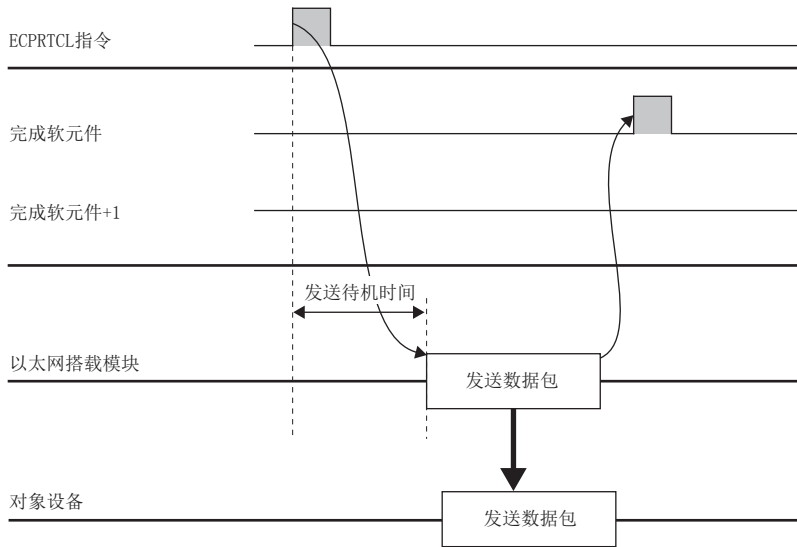 ECPRTCL指令
完成软元件
完成软元件+1
发送待机时间
以太网搭载模块
发送数据包
对象设备
发送数据包